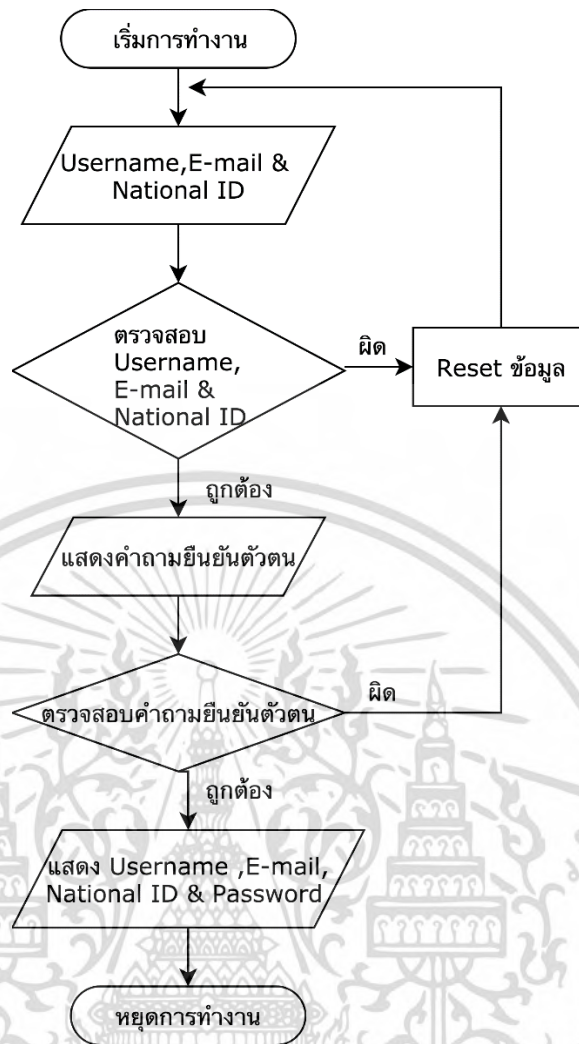 เริ่มการทำงาน
Username,E-mail &
National ID
ตรวจสอบ
Username,
E-mail &
National ID
ผิด
Reset ข้อมูล
ถูกต้อง
แสดงคำถามยืนยันตัวตน
ตรวจสอบคำถามยืนยันตัวตน
ผิด
ถูกต้อง
แสดง Username ,E-mail,
National ID & Password
หยุดการทำงาน